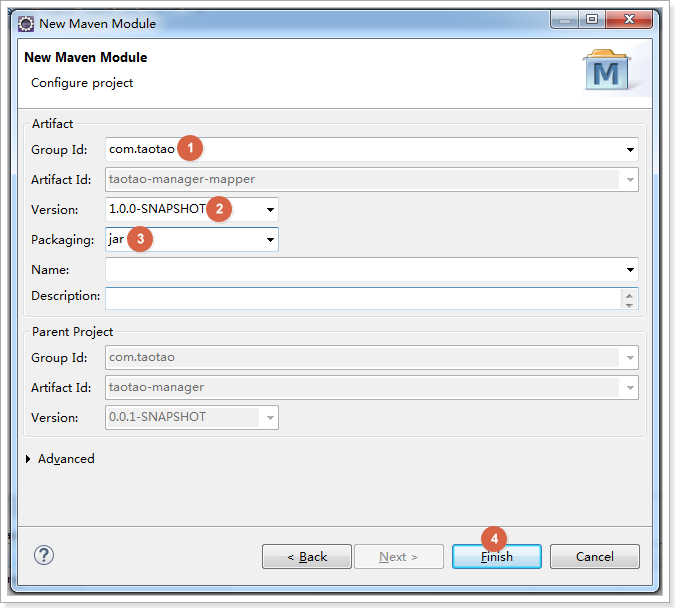 New Maven Module
New Maven Module
Configure project
M
Artifact
Group Id: com.taotao 1
Artifact Id: taotao-manager-mapper
Version: 1.0.0-SNAPSHOT 2
Packaging: jar 3
Name:
Description:
Parent Project
Group Id: com.taotao
Artifact Id: taotao-manager
Version: 0.0.1-SNAPSHOT
Advanced
4
? < Back Next > Finish Cancel